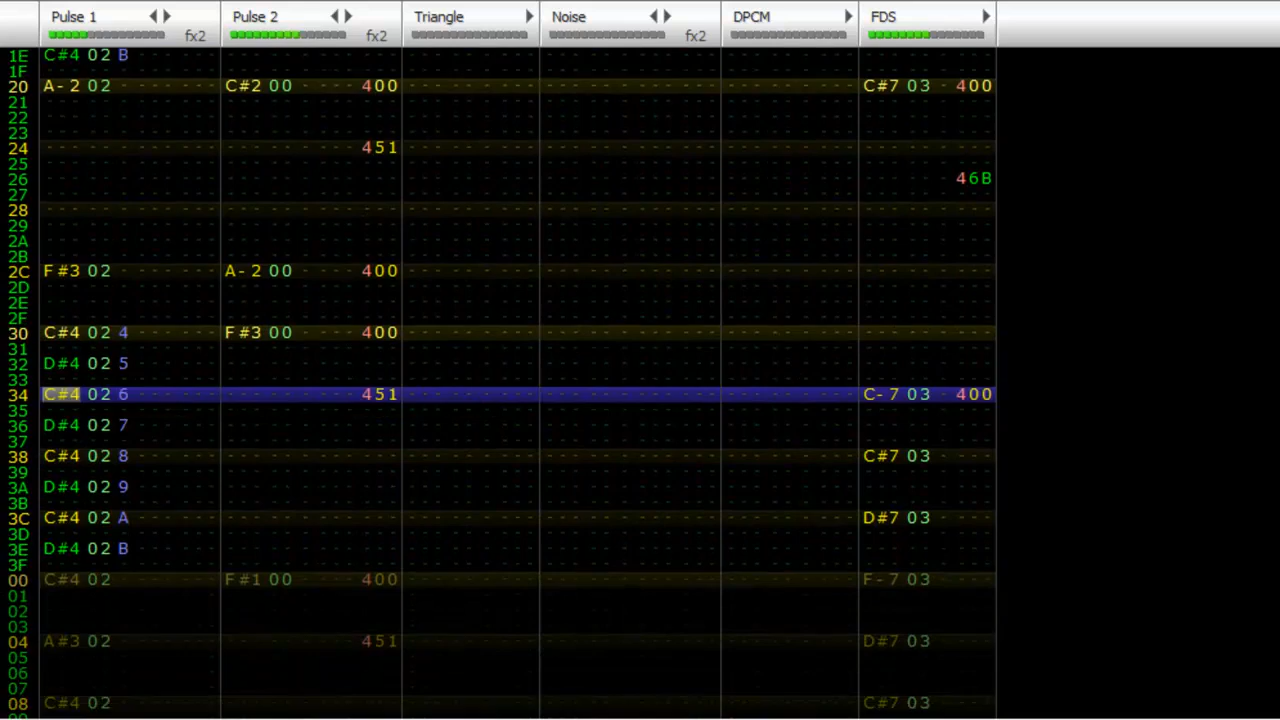 Pulse 1 Pulse 2 Triangle Noise DPCM FDS
fx2 fx2 fx2
1E C#4 02 B
1F
20 A-2 02 C#2 00 400 C#7 03 400
21
22
23
24 451
25
26 46B
27
28
29
2A
2B
2C F#3 02 A-2 00 400
2D
2E
2F
30 C#4 02 4 F#3 00 400
31
32 D#4 02 5
33
34 C#4 02 6 451 C-7 03 400
35
36 D#4 02 7
37
38 C#4 02 8 C#7 03
39
3A D#4 02 9
3B
3C C#4 02 A D#7 03
3D
3E D#4 02 B
3F
00 C#4 02 F#1 00 400 F-7 03
01
02
03
04 A#3 02 451 D#7 03
05
06
07
08 C#4 02 C#7 03